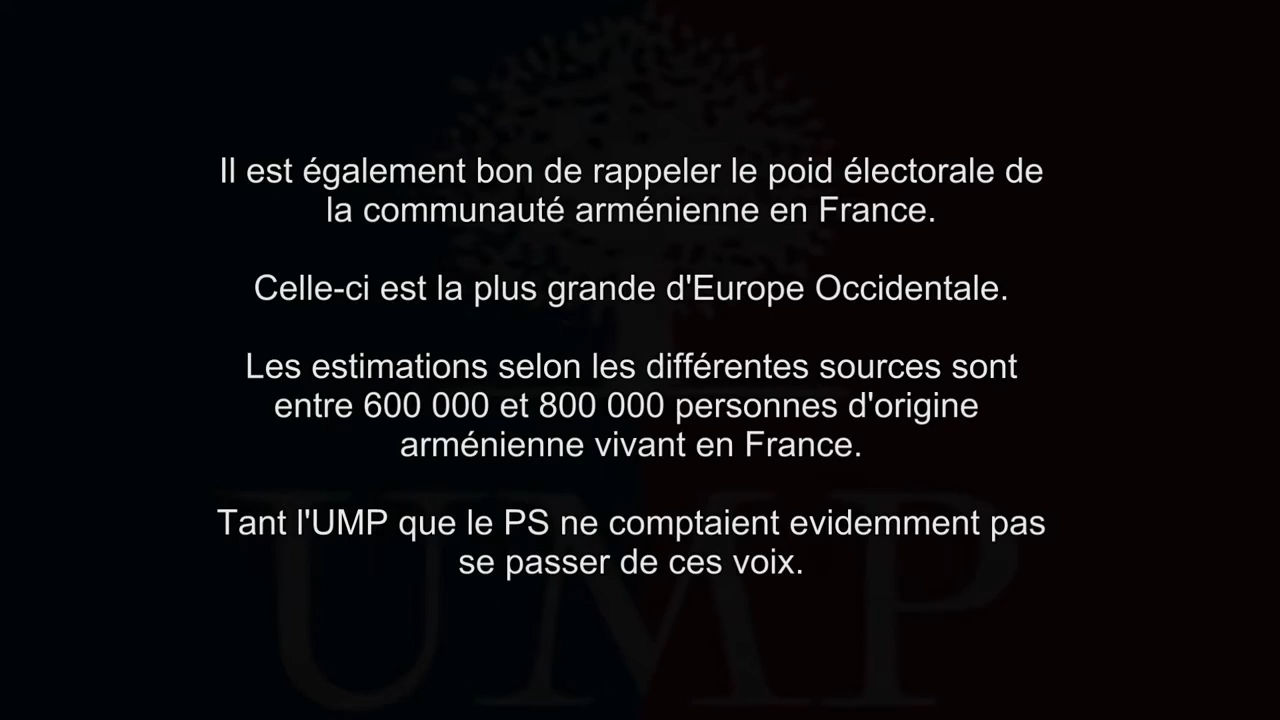 Il est également bon de rappeler le poid électorale de
la communauté arménienne en France.
Celle-ci est la plus grande d'Europe Occidentale.
Les estimations selon les différentes sources sont
entre 600 000 et 800 000 personnes d'origine
arménienne vivant en France.
Tant l'UMP que le PS ne comptaient evidemment pas
se passer de ces voix.
UMP